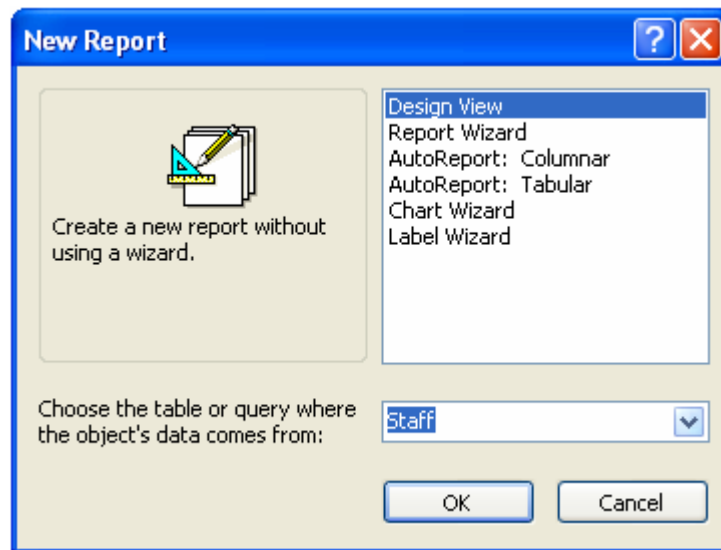 New Report
Design View
Report Wizard
AutoReport: Columnar
AutoReport: Tabular
Chart Wizard
Label Wizard
Create a new report without
using a wizard.
Choose the table or query where
the object's data comes from:
Staff
OK
Cancel